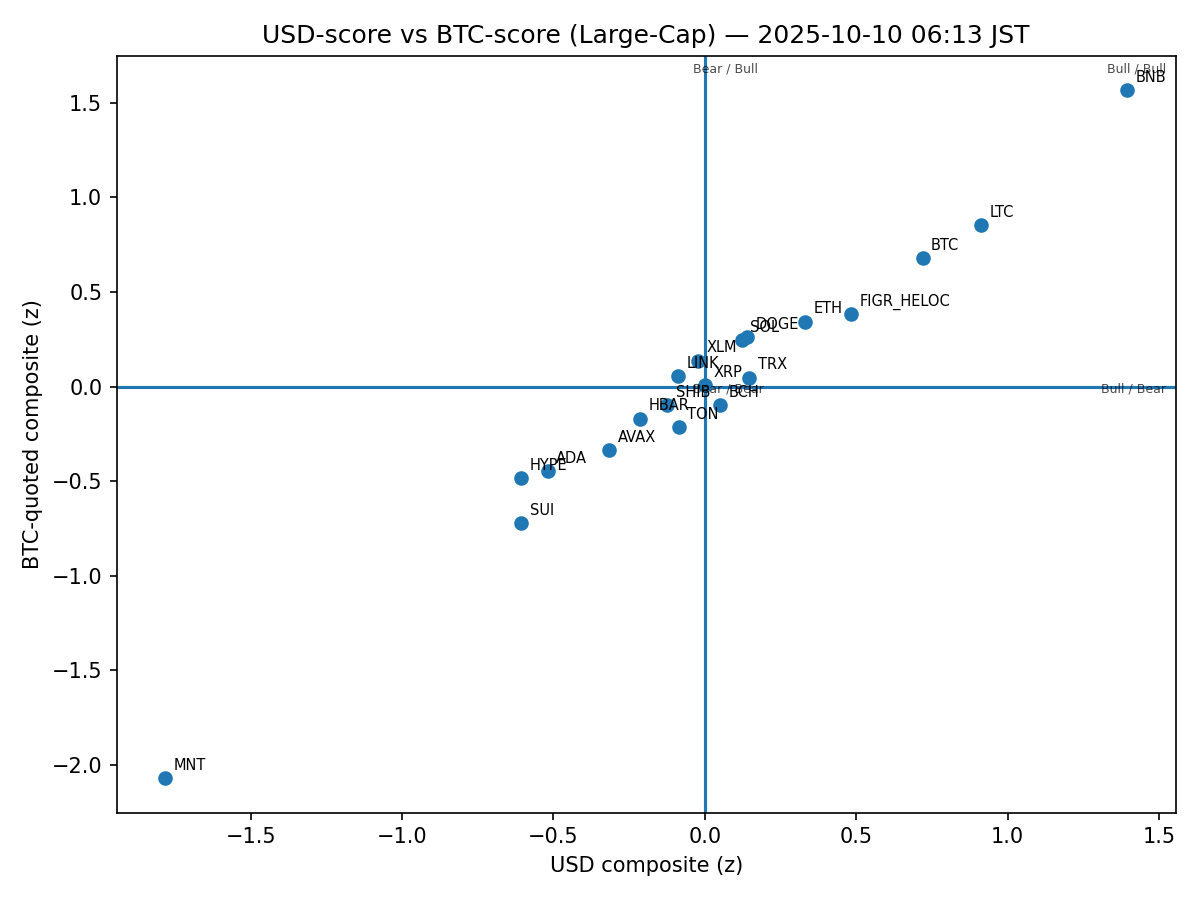 USD-score vs BTC-score (Large-Cap) — 2025-10-10 06:13 JST
Bear / Bull
Bull / Bull
BNB
1.5
1.0
LTC
BTC
0.5
FIGR_HELOC
ETH
DOGE
SOL
XLM
LINK
TRX
XRP
0.0
Bear / Bear
Bull / Bear
SHIB
BCH
HBAR
TON
AVAX
ADA
HYPE
−0.5
SUI
−1.0
−1.5
−2.0
MNT
BTC-quoted composite (z)
−1.5
−1.0
−0.5
0.0
0.5
1.0
1.5
USD composite (z)